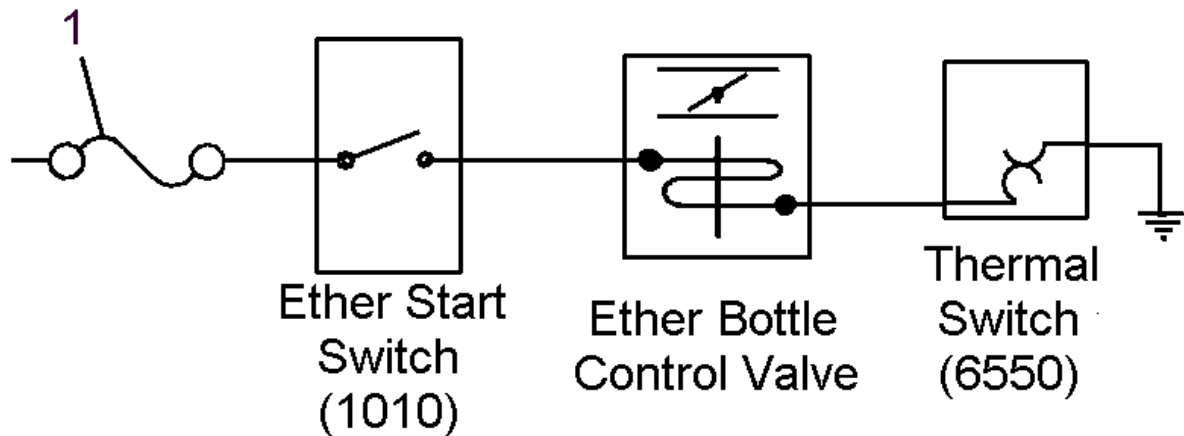 1
Ether Start
Switch
(1010)
Ether Bottle
Control Valve
Thermal
Switch
(6550)